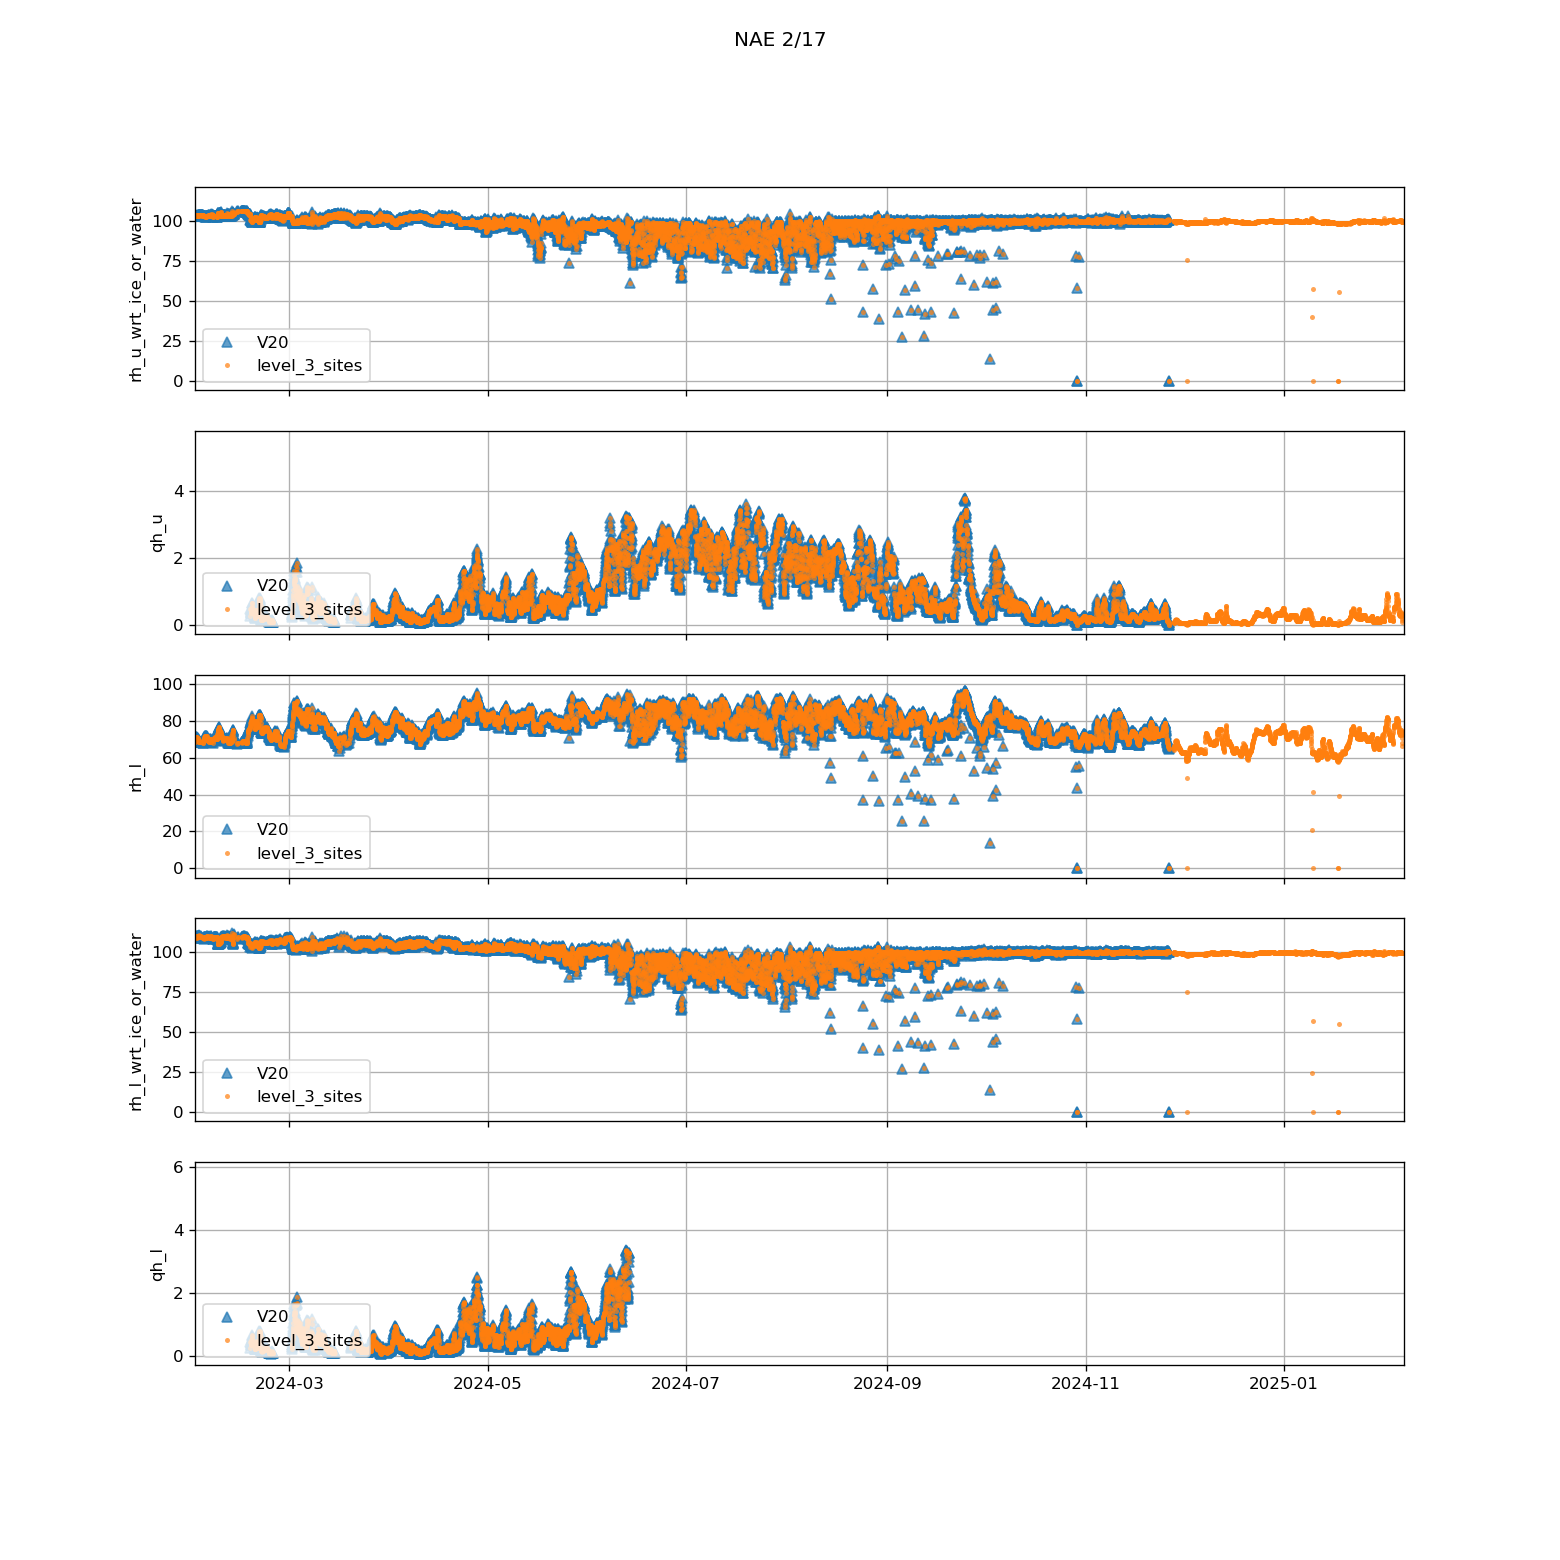 NAE 2/17
rh_u_wrt_ice_or_water
100
75
50
25
0
V20
level_3_sites
qh_u
4
2
0
V20
level_3_sites
rh_l
100
80
60
40
20
0
V20
level_3_sites
rh_l_wrt_ice_or_water
100
75
50
25
0
V20
level_3_sites
qh_l
6
4
2
0
V20
level_3_sites
2024-03 2024-05 2024-07 2024-09 2024-11 2025-01